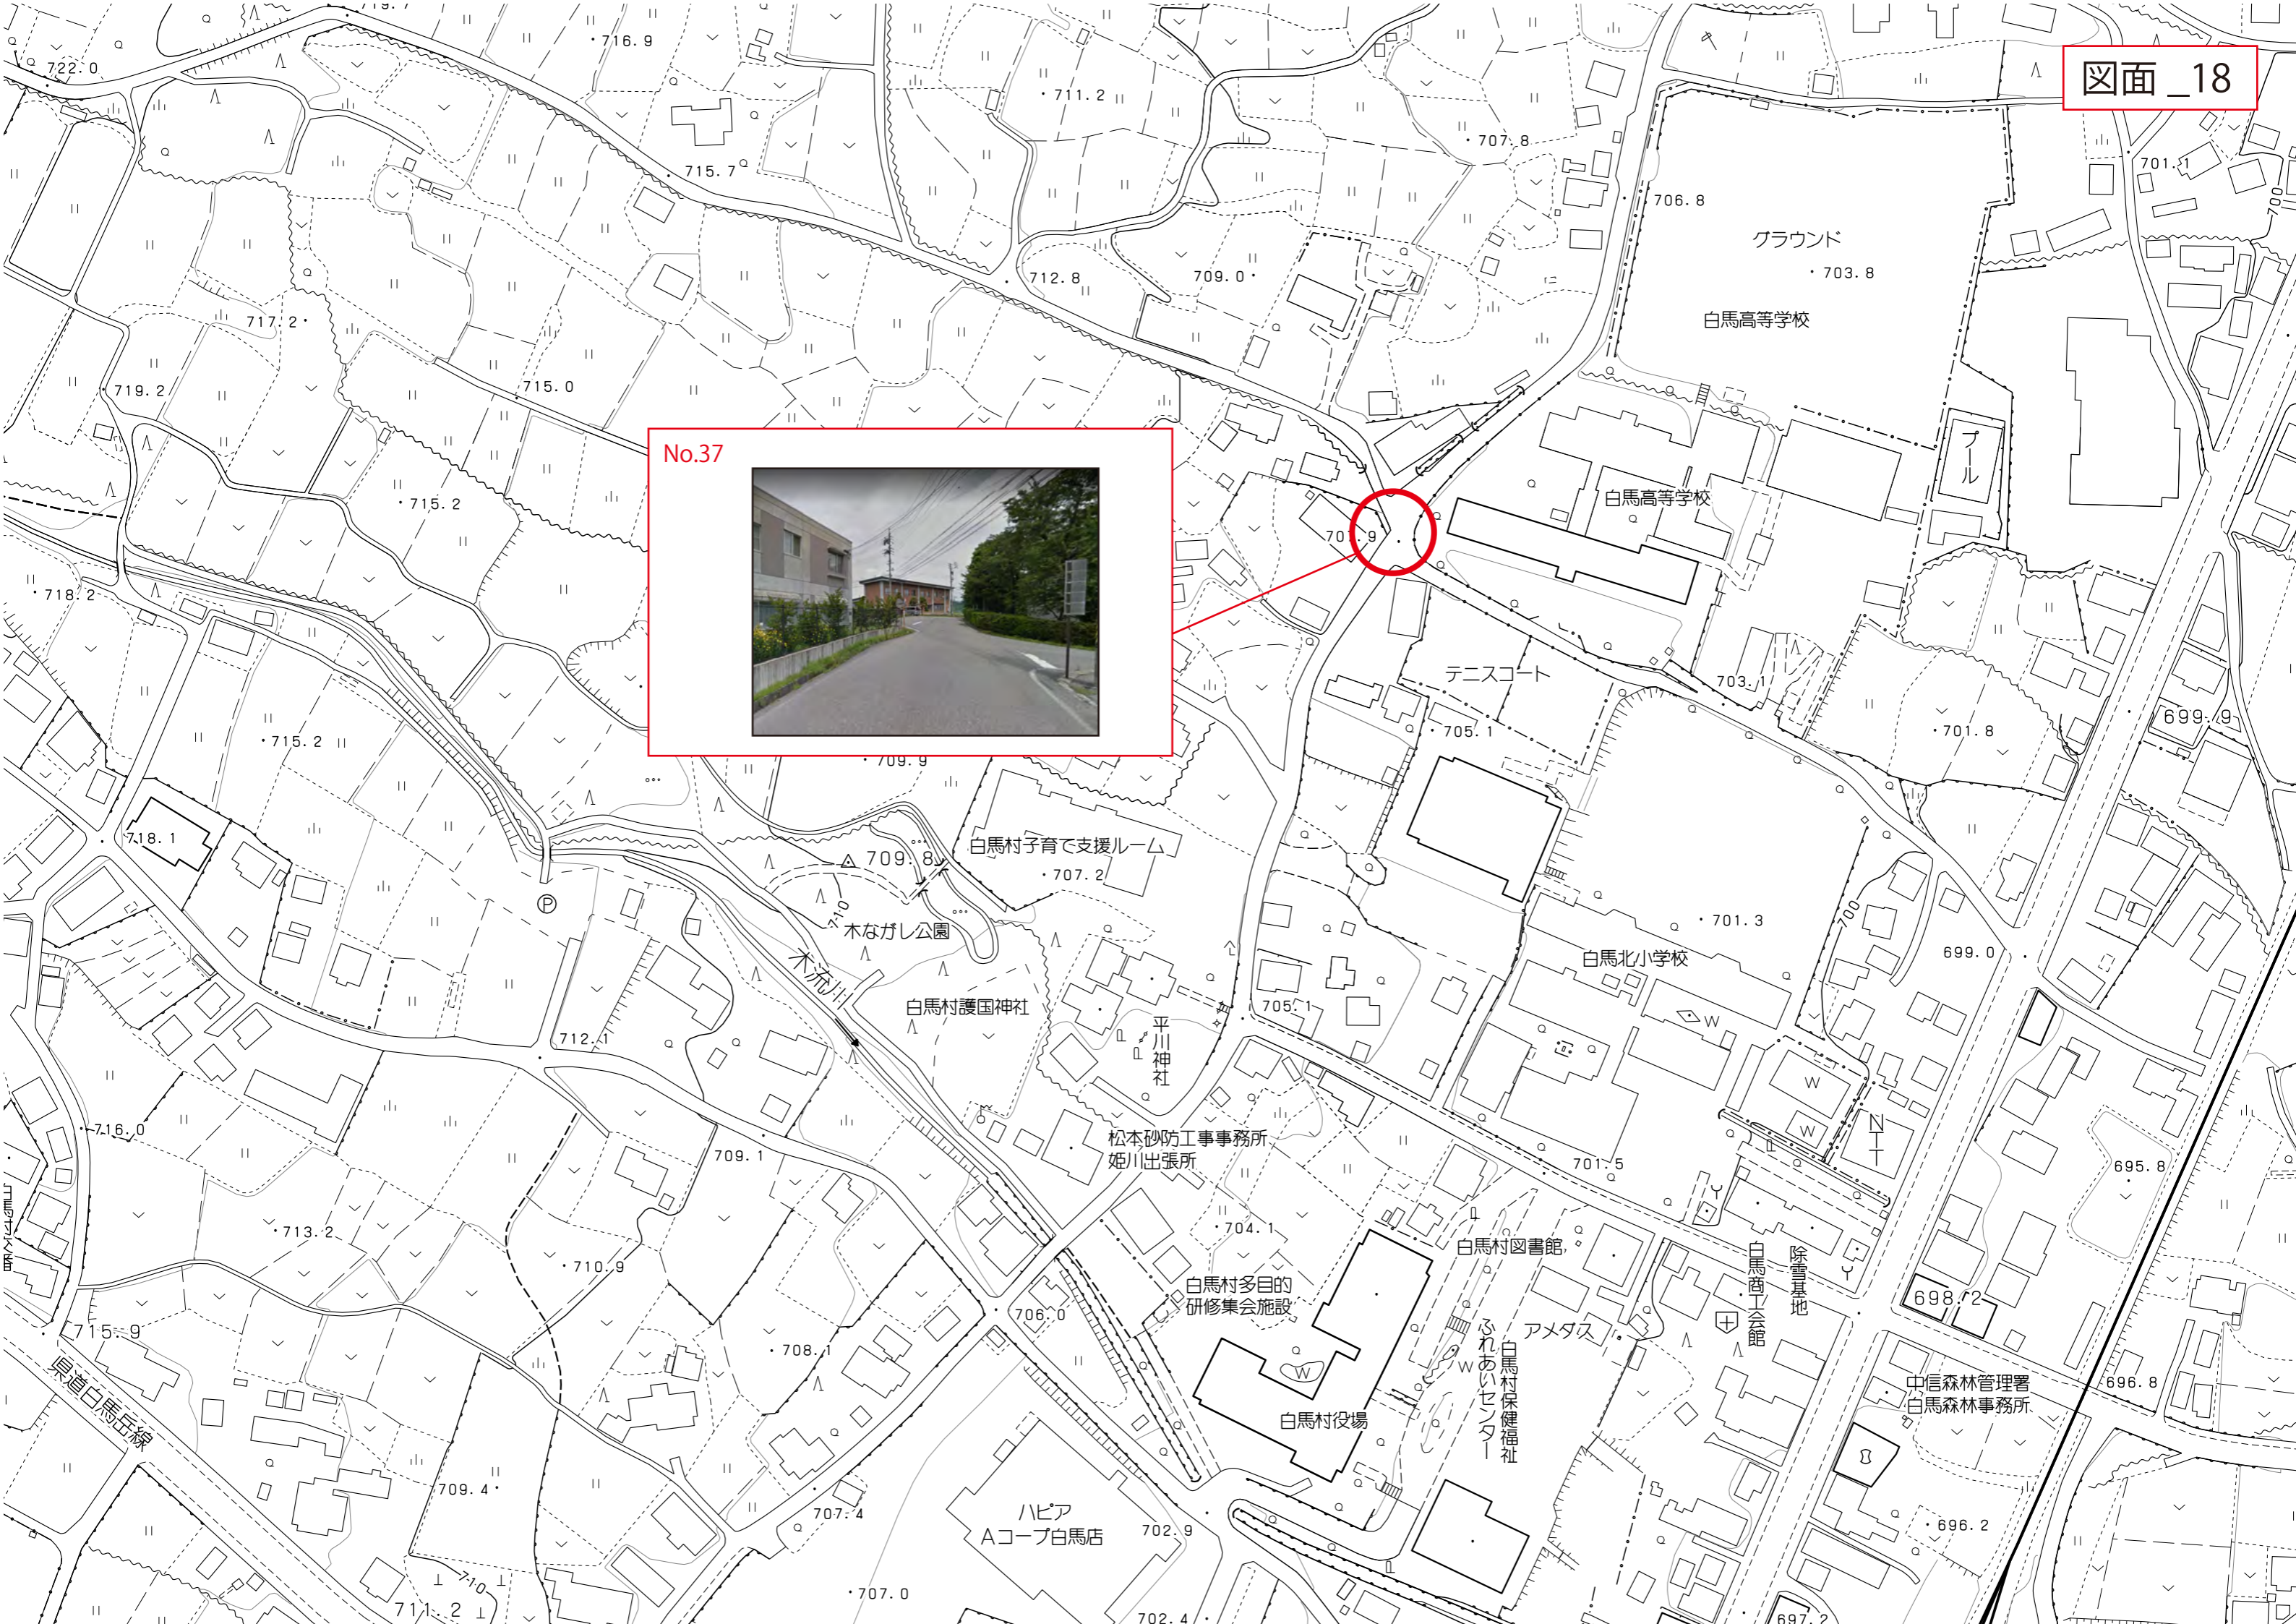 719.7
・716.9
722.0
図面_18
・711.2
・707.8
701.1
・715.7
706.8
700
グラウンド
・703.8
712.8
709.0・
白馬高等学校
717.2・
719.2
・715.0
プール
No.37
・715.2
白馬高等学校
・718.2
テニスコート
703.1
699.9
・715.2
・705.1
・701.8
・709.9
718.1
白馬村子育て支援ルーム
709.8
・707.2
P
710
・701.3
700
木ながし公園
699.0
白馬北小学校
木流川
白馬村護国神社
705.1
平川神社
W
712.1
W
・716.0
松本砂防工事事務所
姫川出張所
W
NTT
709.1
701.5
695.8
・713.2
・704.1
白馬村図書館
白馬商工会館
除雪基地
・710.9
白馬村多目的
研修集会施設
706.0
698.2
715.9
アメダス
・708.1
W
W
白馬村保健福祉
ふれあいセンター
県道白馬岳線
中信森林管理署
白馬森林事務所
696.8
白馬村役場
709.4・
707.4
ハピア
Aコープ白馬店
702.9
・696.2
710
・707.0
711.2
702.4
697.2